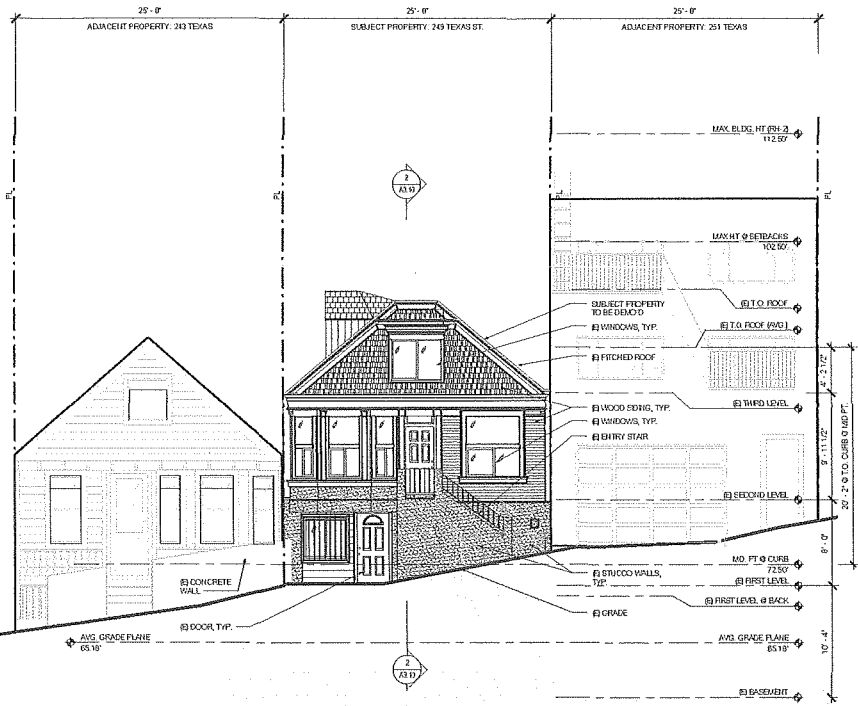 25' - 0"
25' - 0"
25' - 0"
ADJACENT PROPERTY: 243 TEXAS
SUBJECT PROPERTY: 249 TEXAS ST.
ADJACENT PROPERTY: 251 TEXAS
MAX. BLDG. HT (RH-2)
112.50'
PL
PL
PL
2
A3.10
MAX HT @ SETBACKS
102.50'
SUBJECT PROPERTY
TO BE DEMO'D
(E) T.O. ROOF
(E) WINDOWS, TYP.
(E) T.O. ROOF (AVG)
(E) PITCHED ROOF
4' - 2 1/2"
(E) WOOD SIDING, TYP.
(E) THIRD LEVEL
(E) WINDOWS, TYP.
(E) ENTRY STAIR
9' - 11 1/2"
20' - 2" @ T.O. CURB @ MID PT.
(E) SECOND LEVEL
8' - 0"
MID. PT @ CURB
72.50'
(E) CONCRETE
WALL
(E) STUCCO WALLS,
TYP.
(E) FIRST LEVEL
(E) FIRST LEVEL @ BACK
(E) GRADE
(E) DOOR, TYP.
AVG. GRADE PLANE
65.18'
AVG. GRADE PLANE
65.18'
10' - 4"
2
A3.10
(E) BASEMENT